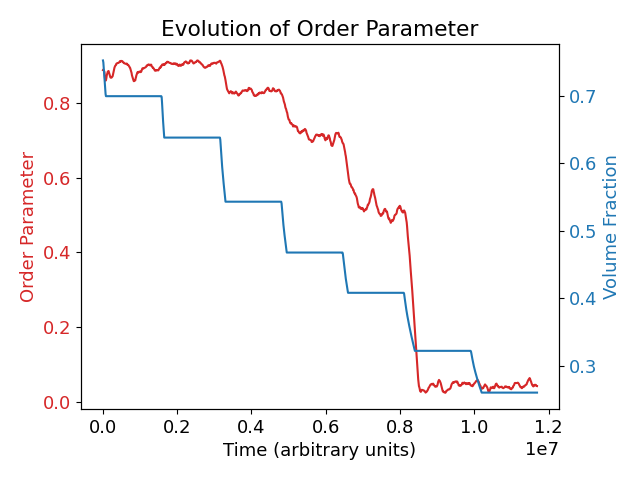 Evolution of Order Parameter
Order Parameter
0.8
0.6
0.4
0.2
0.0
0.7
0.6
0.5
0.4
0.3
Volume Fraction
0.0 0.2 0.4 0.6 0.8 1.0 1.2
1e7
Time (arbitrary units)